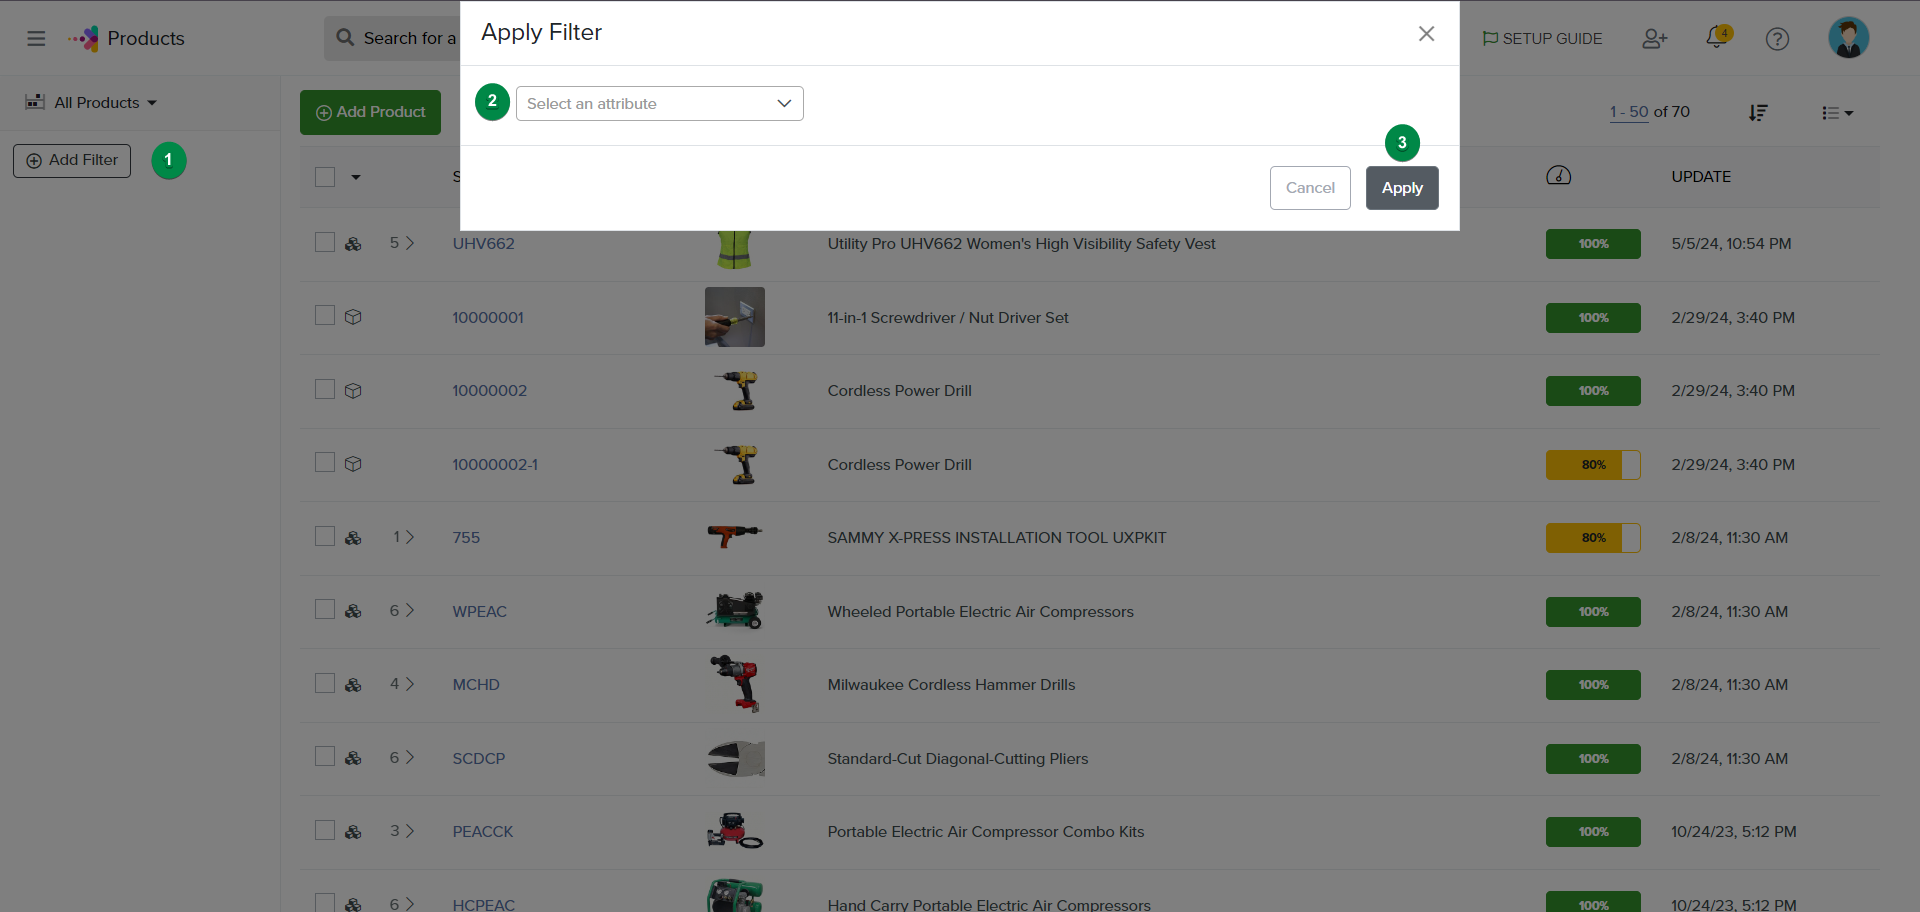 Products
Search for a
Apply Filter
SETUP GUIDE
4
?
All Products
Add Product
2
Select an attribute
1 - 50 of 70
Add Filter
1
3
Cancel
Apply
S
UPDATE
5
UHV662
Utility Pro UHV662 Women's High Visibility Safety Vest
100%
5/5/24, 10:54 PM
10000001
11-in-1 Screwdriver / Nut Driver Set
100%
2/29/24, 3:40 PM
10000002
Cordless Power Drill
100%
2/29/24, 3:40 PM
10000002-1
Cordless Power Drill
80%
2/29/24, 3:40 PM
1
755
SAMMY X-PRESS INSTALLATION TOOL UXPKIT
80%
2/8/24, 11:30 AM
6
WPEAC
Wheeled Portable Electric Air Compressors
100%
2/8/24, 11:30 AM
4
MCHD
Milwaukee Cordless Hammer Drills
100%
2/8/24, 11:30 AM
6
SCDCP
Standard-Cut Diagonal-Cutting Pliers
100%
2/8/24, 11:30 AM
3
PEACCK
Portable Electric Air Compressor Combo Kits
100%
10/24/23, 5:12 PM
6
HCPEAC
Hand Carry Portable Electric Air Compressors
100%
10/24/23, 5:12 PM